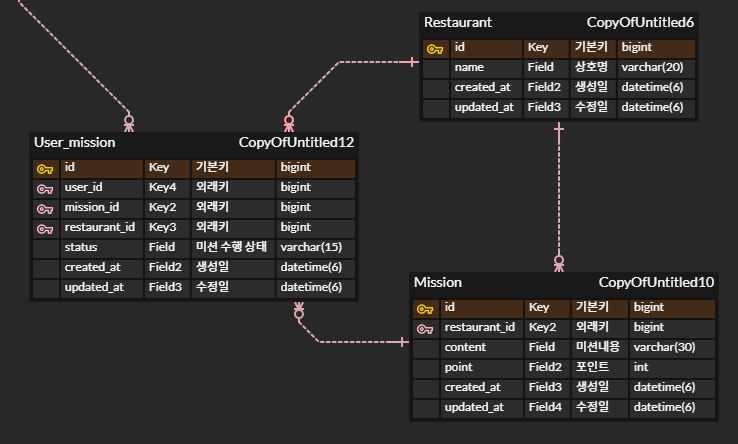 Restaurant CopyOfUntitled6
id Key 기본키 bigint
name Field 상호명 varchar(20)
created_at Field2 생성일 datetime(6)
updated_at Field3 수정일 datetime(6)
User_mission CopyOfUntitled12
id Key 기본키 bigint
user_id Key4 외래키 bigint
mission_id Key2 외래키 bigint
restaurant_id Key3 외래키 bigint
status Field 미션 수행 상태 varchar(15)
created_at Field2 생성일 datetime(6)
updated_at Field3 수정일 datetime(6)
Mission CopyOfUntitled10
id Key 기본키 bigint
restaurant_id Key2 외래키 bigint
content Field 미션내용 varchar(30)
point Field2 포인트 int
created_at Field3 생성일 datetime(6)
updated_at Field4 수정일 datetime(6)